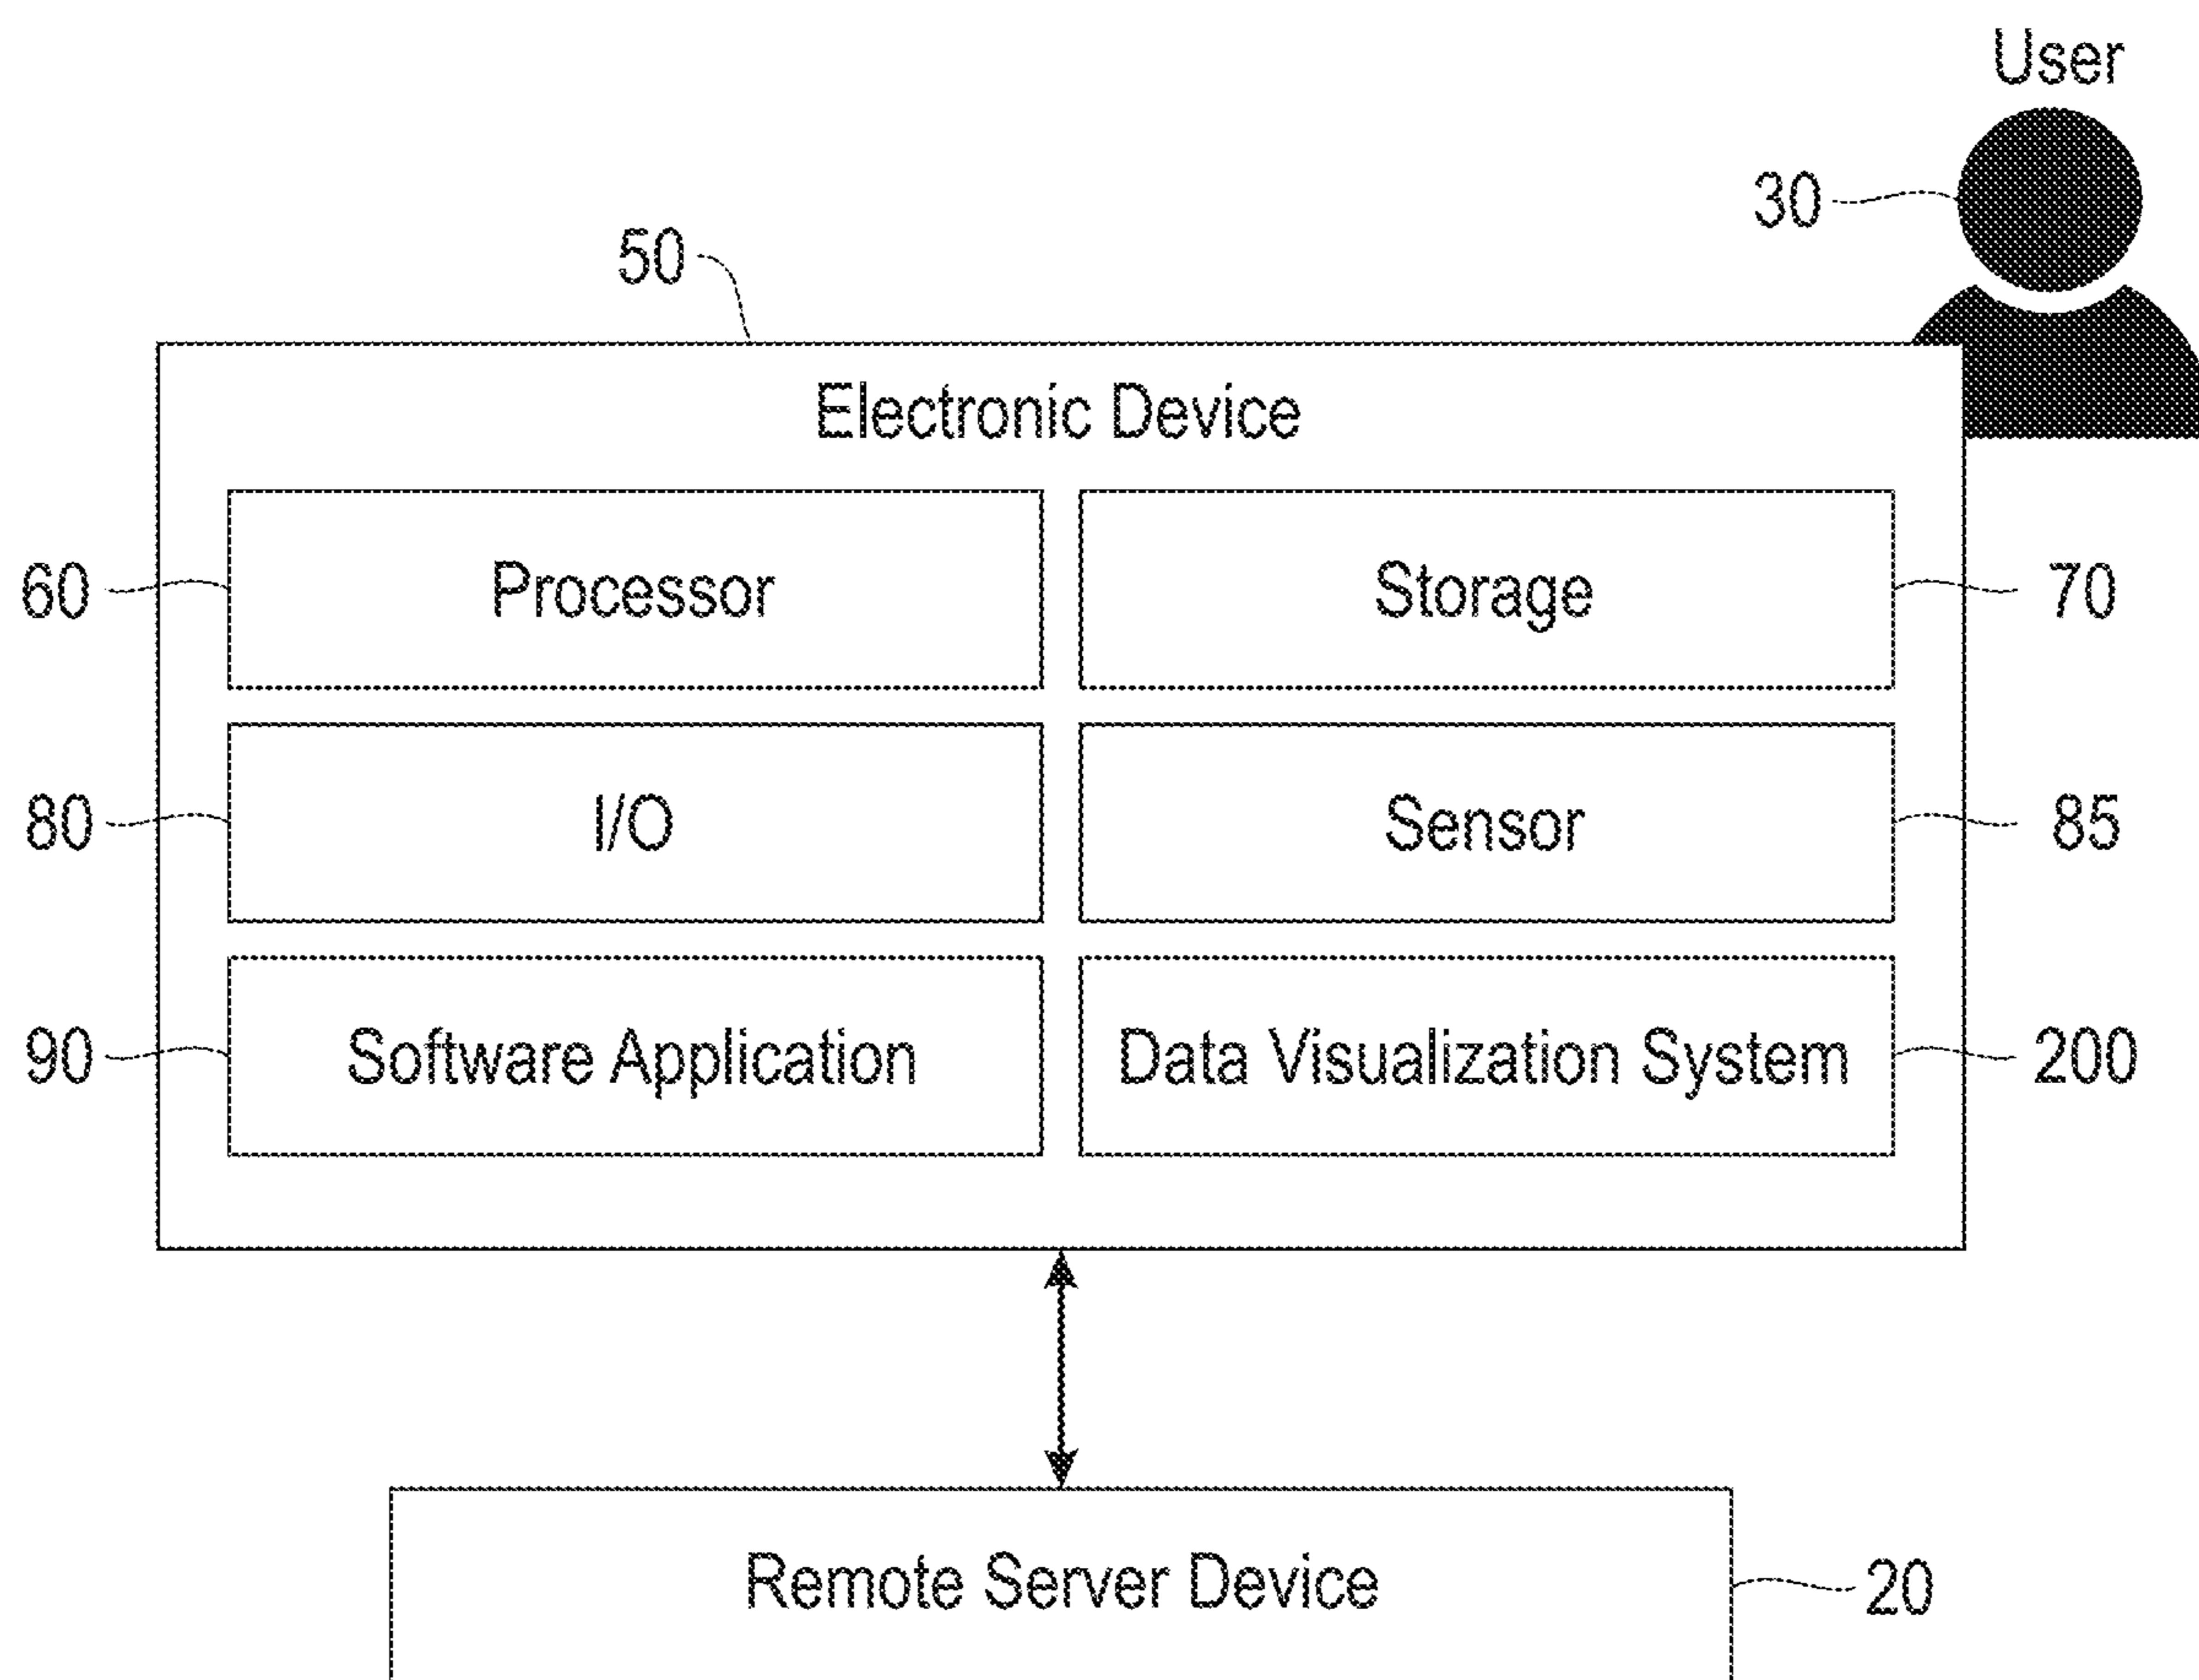 User
30
50
Electronic Device
60 Processor Storage 70
80 I/O Sensor 85
90 Software Application Data Visualization System 200
Remote Server Device 20